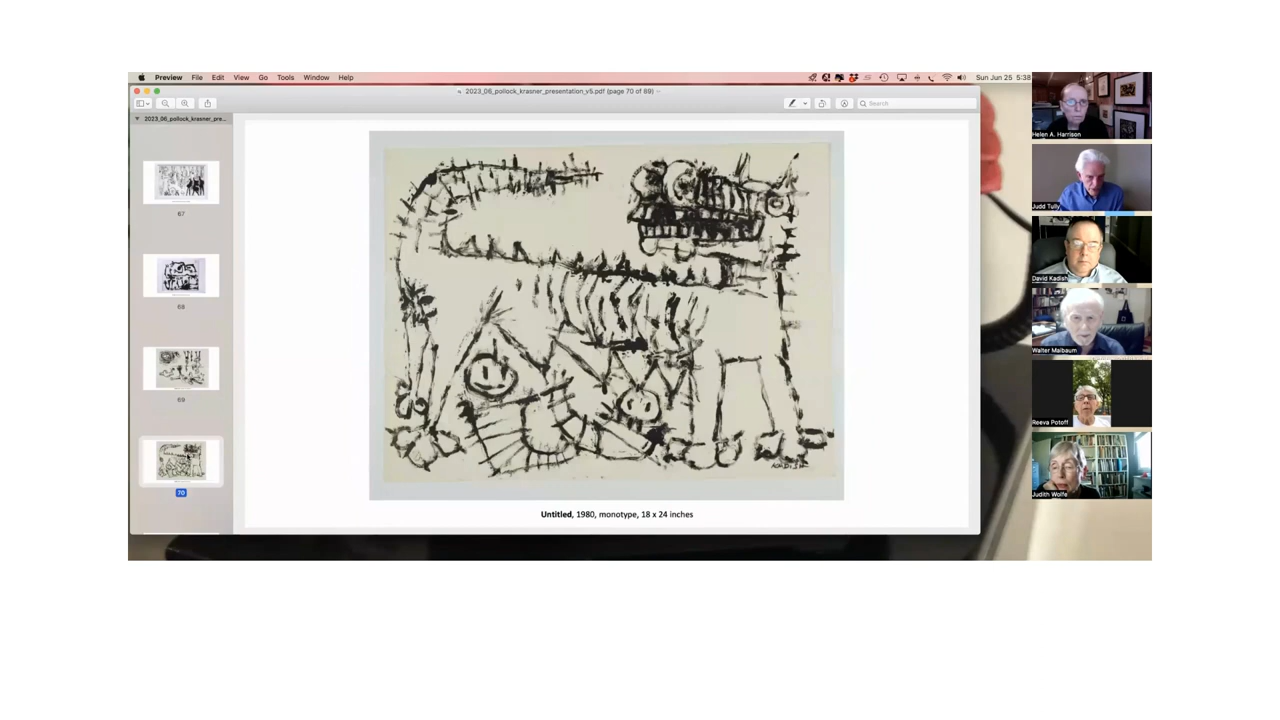 Preview File Edit View Go Tools Window Help
Sun Jun 25 5:38
2023_06_pollock_krasner_presentation_v5.pdf (page 70 of 89)
Search
2023_06_pollock_krasner_pre...
67
68
69
70
Untitled, 1980, monotype, 18 x 24 inches
Helen A. Harrison
Judd Tully
David Kadish
Walter Maibaum
Reeva Potoff
Judith Wolfe